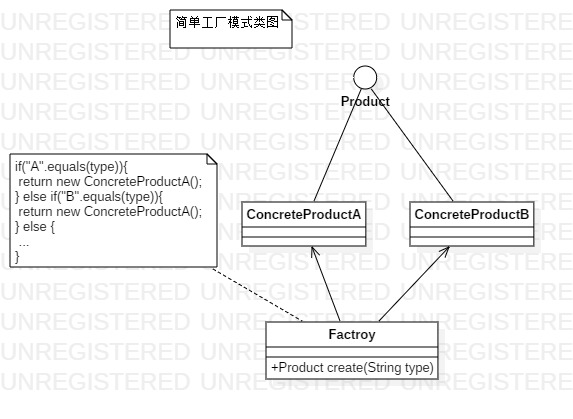 简单工厂模式类图
Product
if("A".equals(type)){
return new ConcreteProductA();
} else if("B".equals(type)){
return new ConcreteProductA();
} else {
...
}
ConcreteProductA
ConcreteProductB
Factroy
+Product create(String type)
UNREGISTERED UNREGISTERED UNREGISTERED